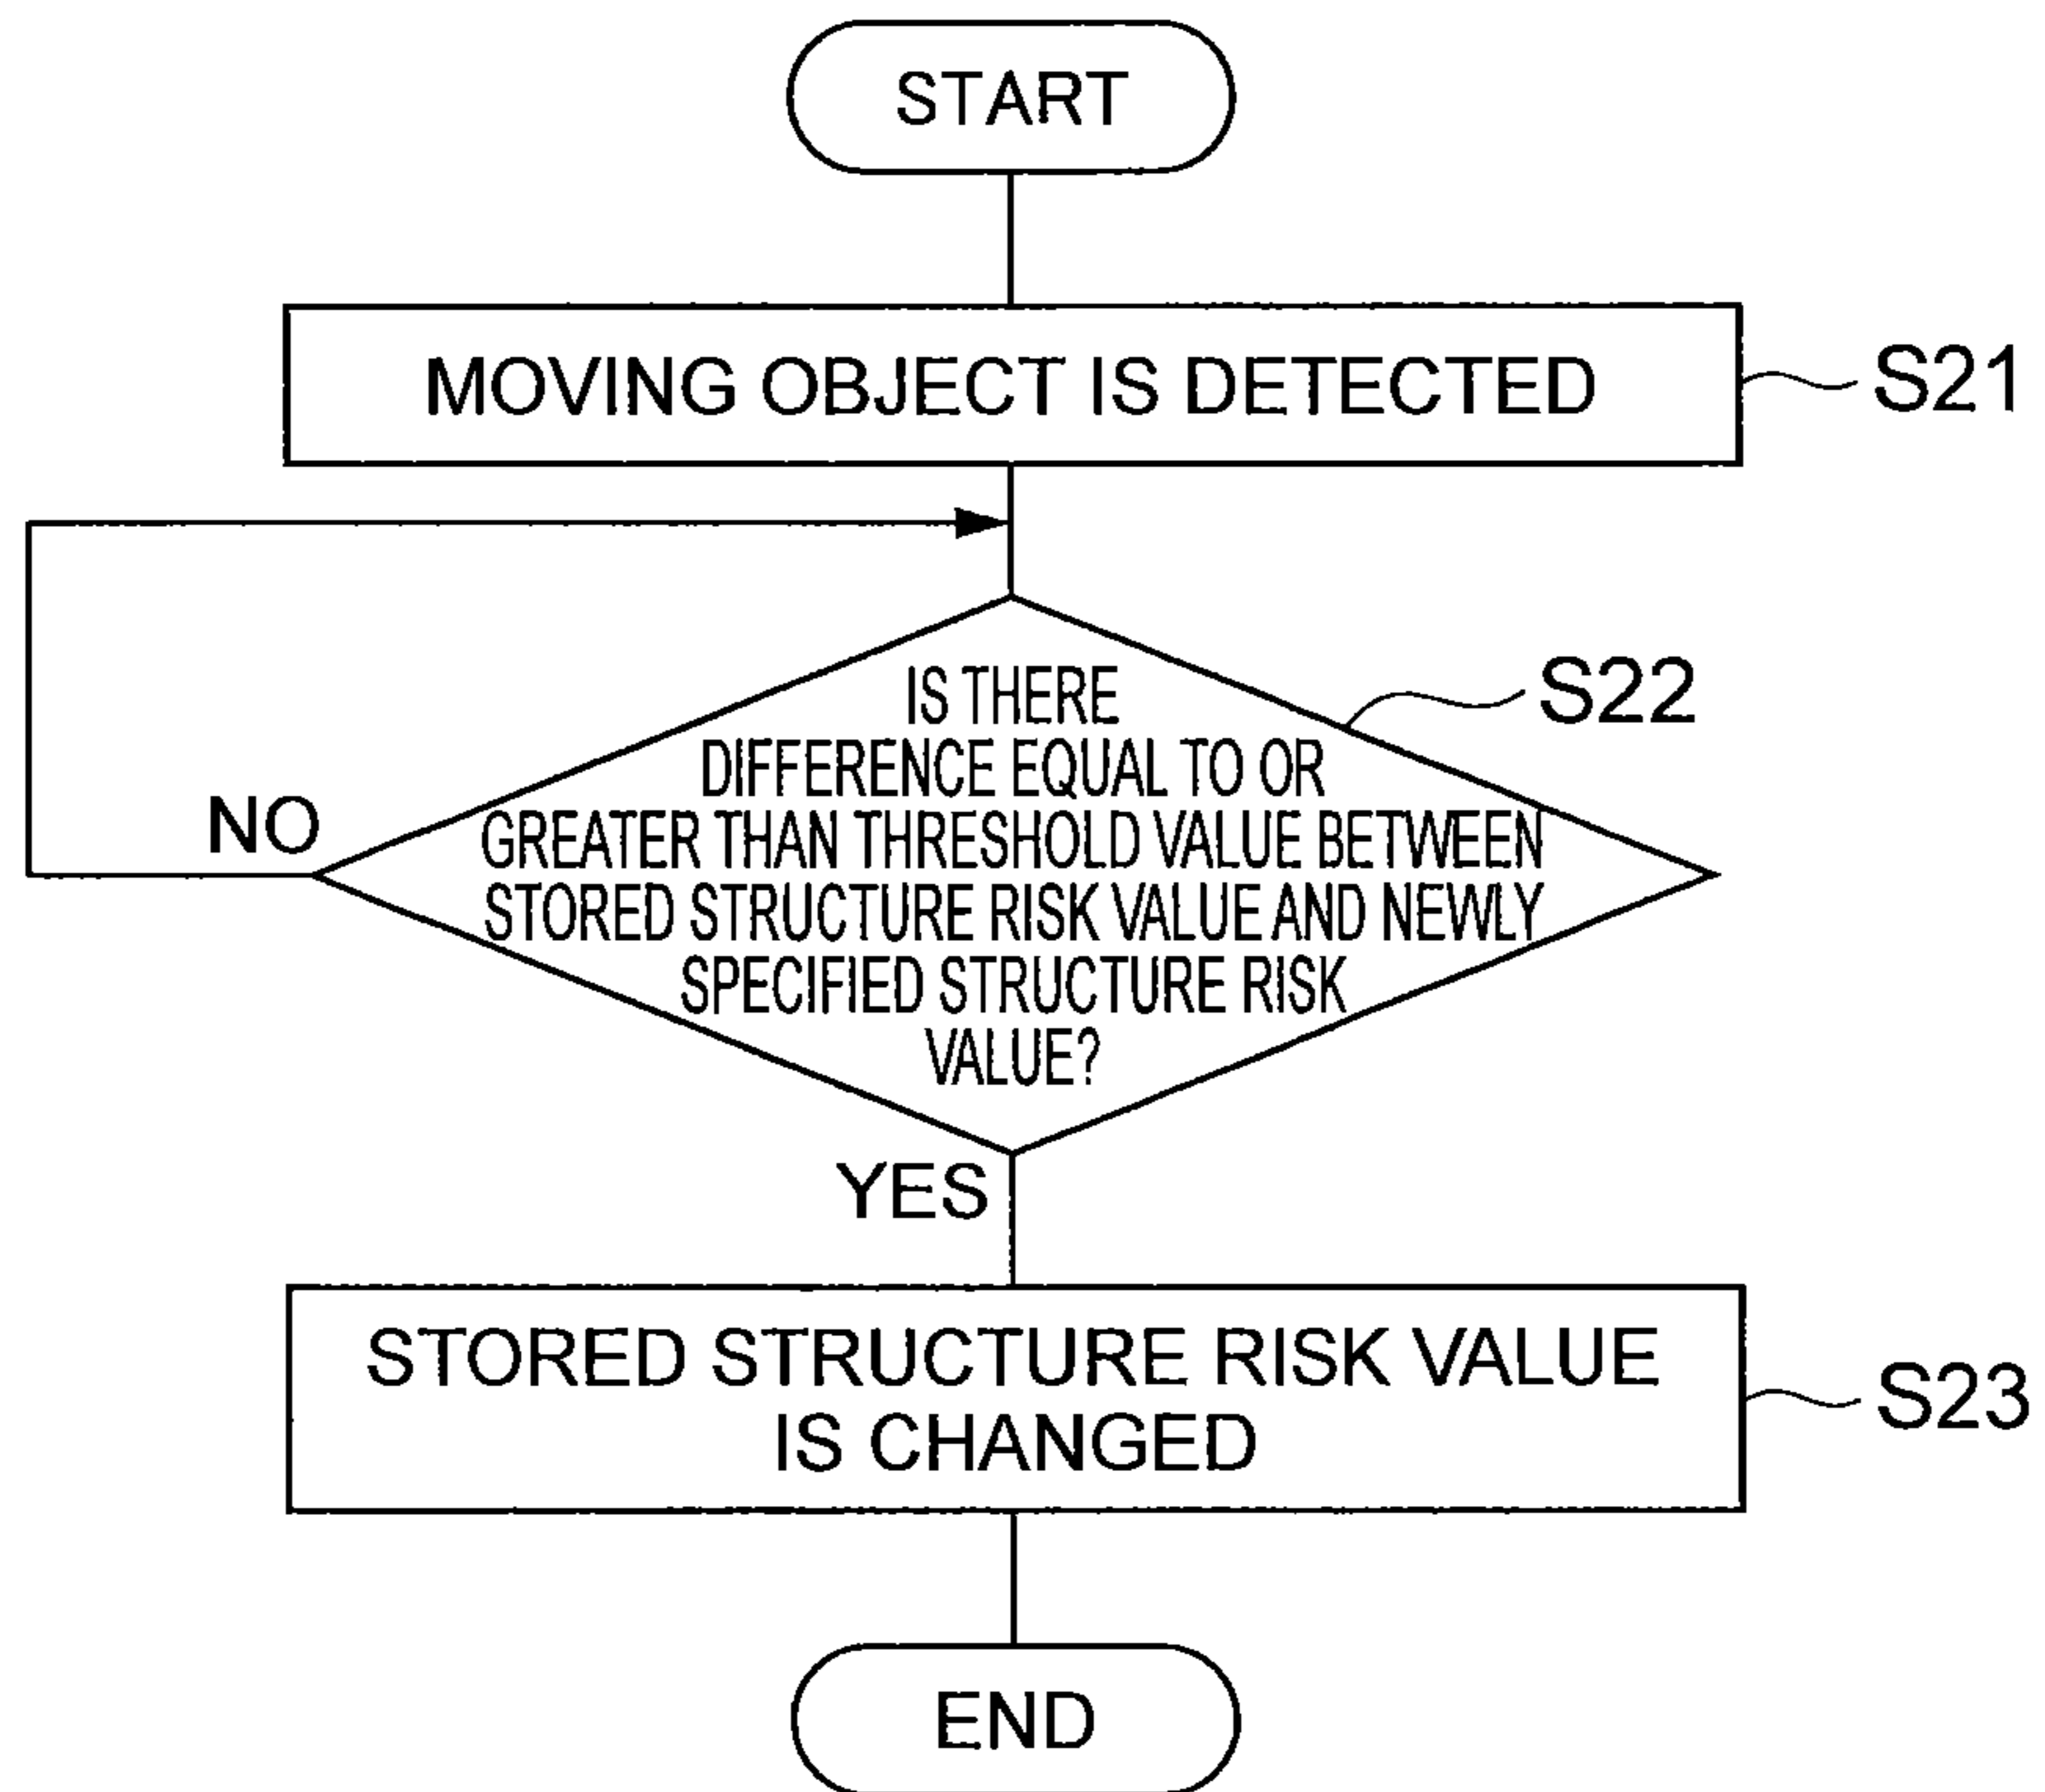 START
MOVING OBJECT IS DETECTED
S21
IS THERE
S22
DIFFERENCE EQUAL TO OR
GREATER THAN THRESHOLD VALUE BETWEEN
NO
STORED STRUCTURE RISK VALUE AND NEWLY
SPECIFIED STRUCTURE RISK
VALUE?
YES
STORED STRUCTURE RISK VALUE
IS CHANGED
S23
END